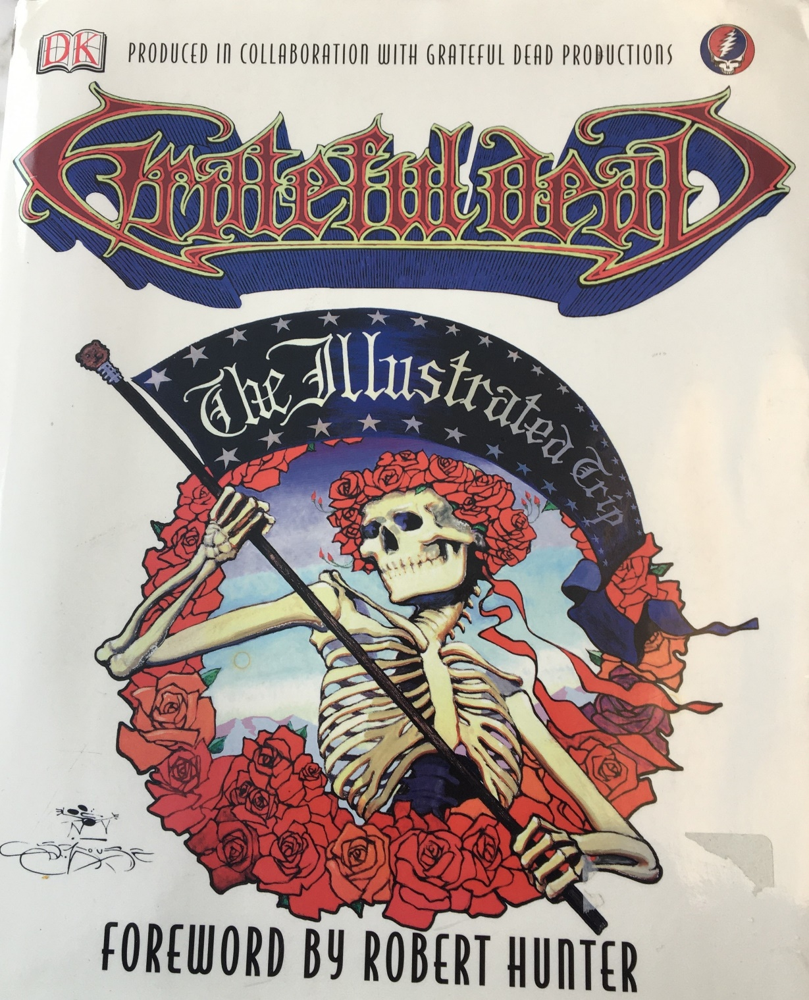 DK
PRODUCED IN COLLABORATION WITH GRATEFUL DEAD PRODUCTIONS
Grateful Dead
The Illustrated Trip
FOREWORD BY ROBERT HUNTER